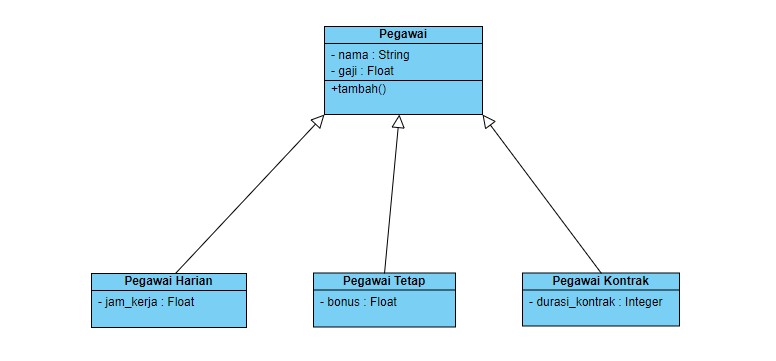 Pegawai
- nama : String
- gaji : Float
+tambah()
Pegawai Harian
- jam_kerja : Float
Pegawai Tetap
- bonus : Float
Pegawai Kontrak
- durasi_kontrak : Integer